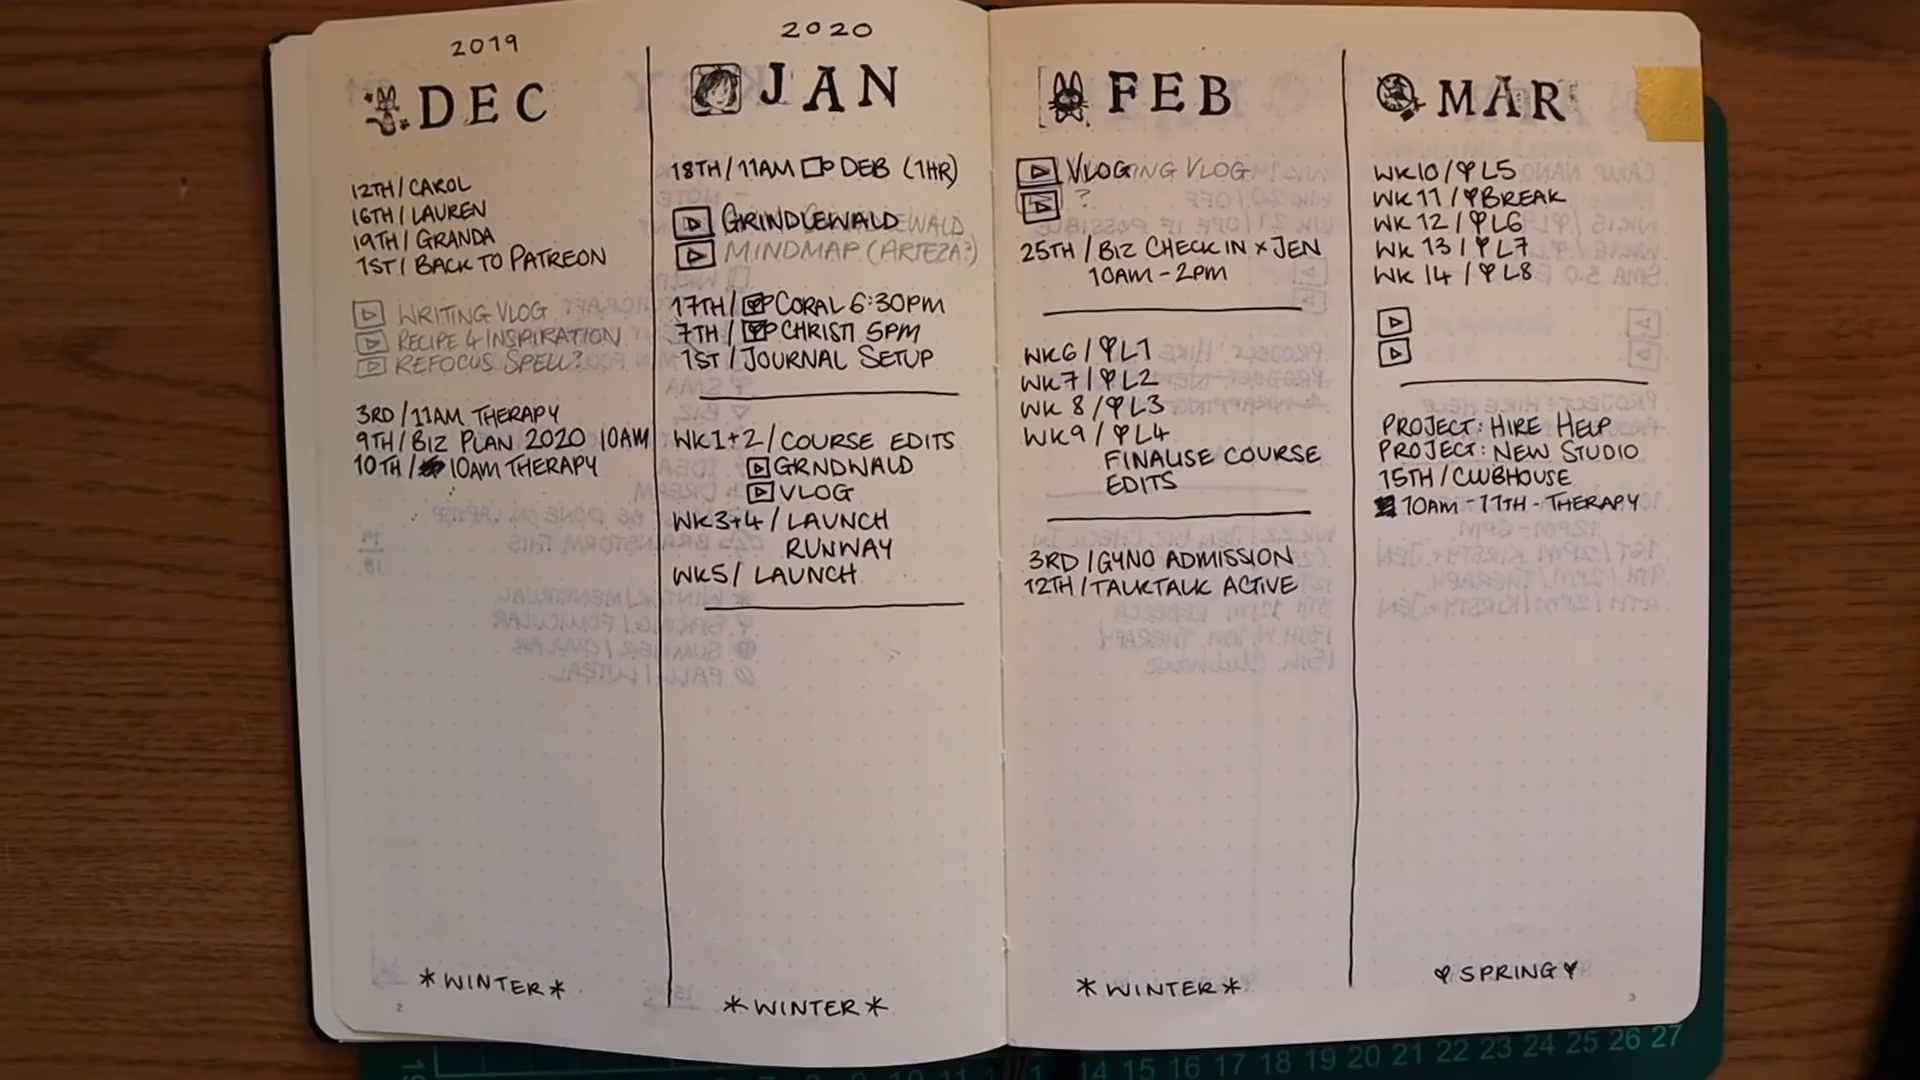 2019
DEC
12TH / CAROL
16TH / LAUREN
19TH / GRANDA
1ST / BACK TO PATREON
WRITING VLOG
RECIPE & INSPIRATION
REFOCUS SPELL?
3RD / 11AM THERAPY
9TH / BIZ PLAN 2020 10AM
10TH / 10AM THERAPY
*WINTER*
2
2020
JAN
18TH / 11AM DEB (1HR)
GRINDLEWALD
MINDMAP (ARTEZA?)
17TH / CORAL 6:30PM
7TH / CHRISTI 5PM
1ST / JOURNAL SETUP
WK1+2 / COURSE EDITS
GRNDWALD
VLOG
WK3+4 / LAUNCH
RUNWAY
WK5 / LAUNCH
*WINTER*
FEB
VLOG VLOG
?
25TH / BIZ CHECK IN x JEN
10AM - 2PM
WK6 / L1
WK7 / L2
WK 8 / L3
WK9 / L4
FINALISE COURSE
EDITS
3RD / GYNO ADMISSION
12TH / TALKTALK ACTIVE
*WINTER*
MAR
WK10 / L5
WK 11 / BREAK
WK 12 / L6
WK 13 / L7
WK 14 / L8
PROJECT: HIRE HELP
PROJECT: NEW STUDIO
15TH / CLUBHOUSE
10AM - 11TH - THERAPY
SPRING
3
14 15 16 17 18 19 20 21 22 23 24 25 26 27